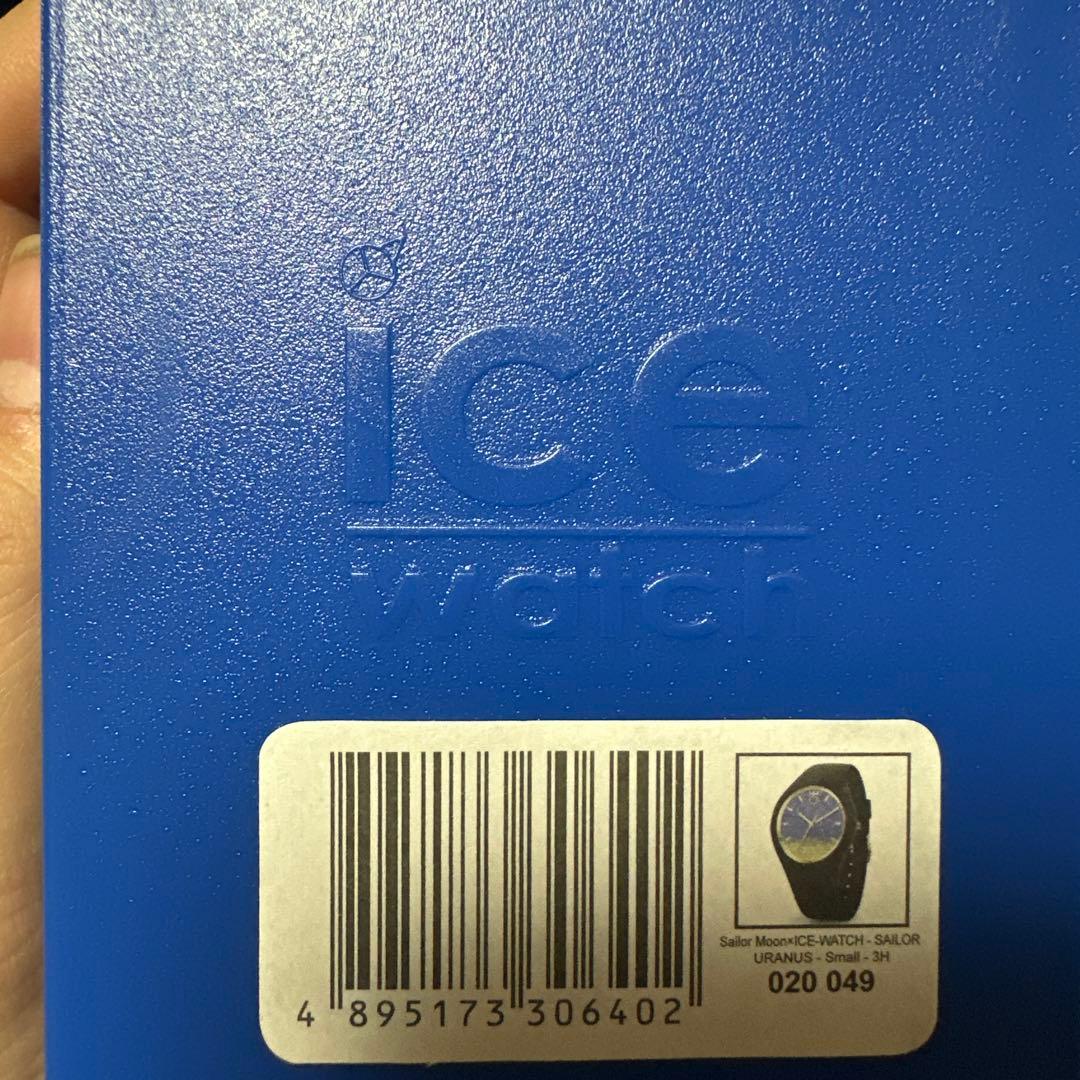 ice
watch
4 895173 306402
Sailor Moon×ICE-WATCH - SAILOR
URANUS - Small - 3H
020 049